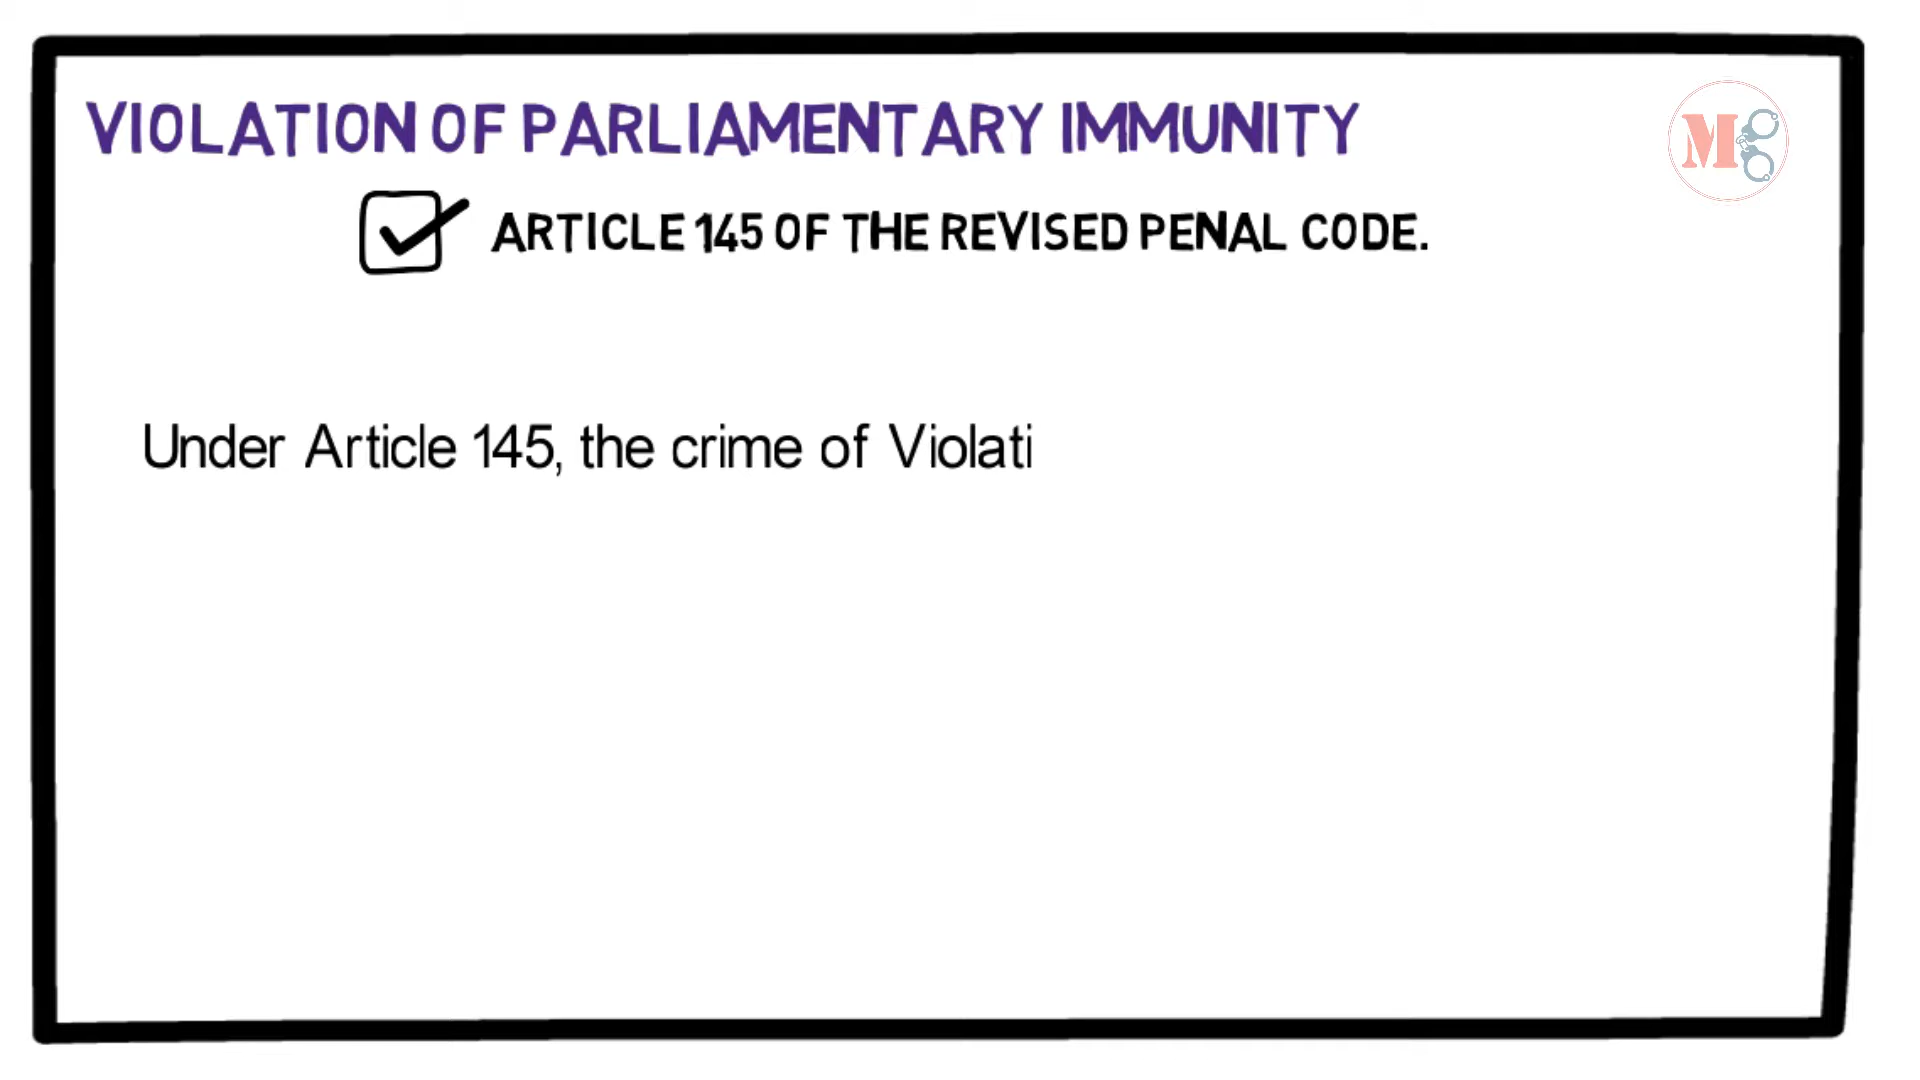 VIOLATION OF PARLIAMENTARY IMMUNITY
M
ARTICLE 145 OF THE REVISED PENAL CODE.
Under Article 145, the crime of Violati